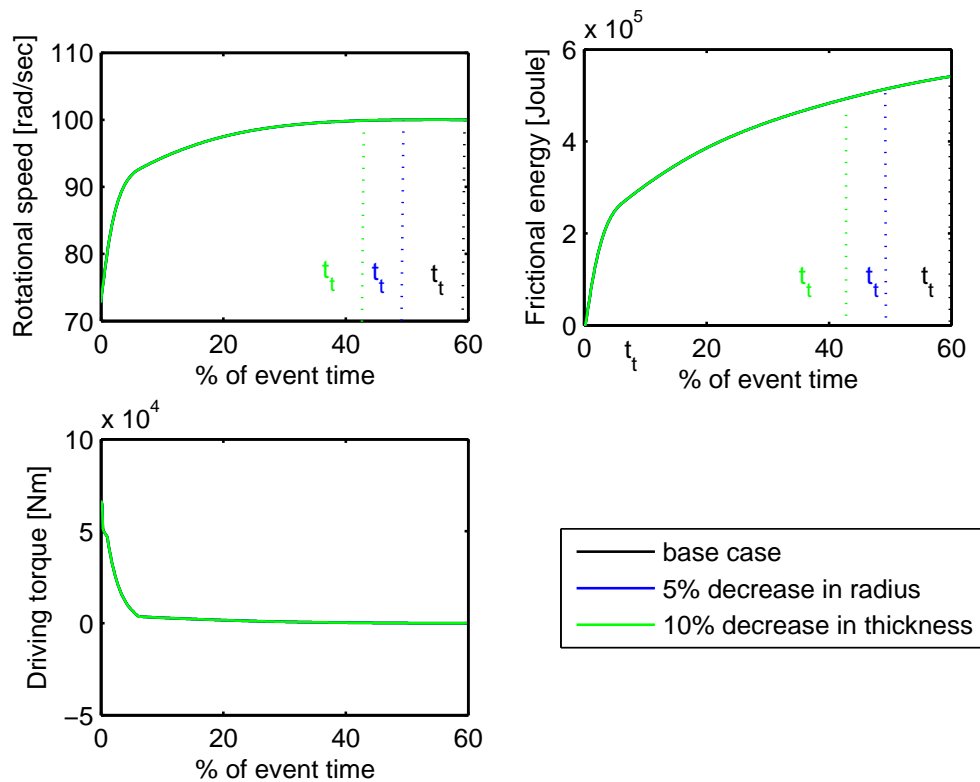 Rotational speed [rad/sec]
110
100
90
80
70
t_t
t_t
t_t
0
20
40
60
% of event time
x 10^5
Frictional energy [Joule]
6
4
2
0
t_t
t_t
t_t
0
t_t
20
40
60
% of event time
x 10^4
Driving torque [Nm]
10
5
0
−5
0
20
40
60
% of event time
base case
5% decrease in radius
10% decrease in thickness